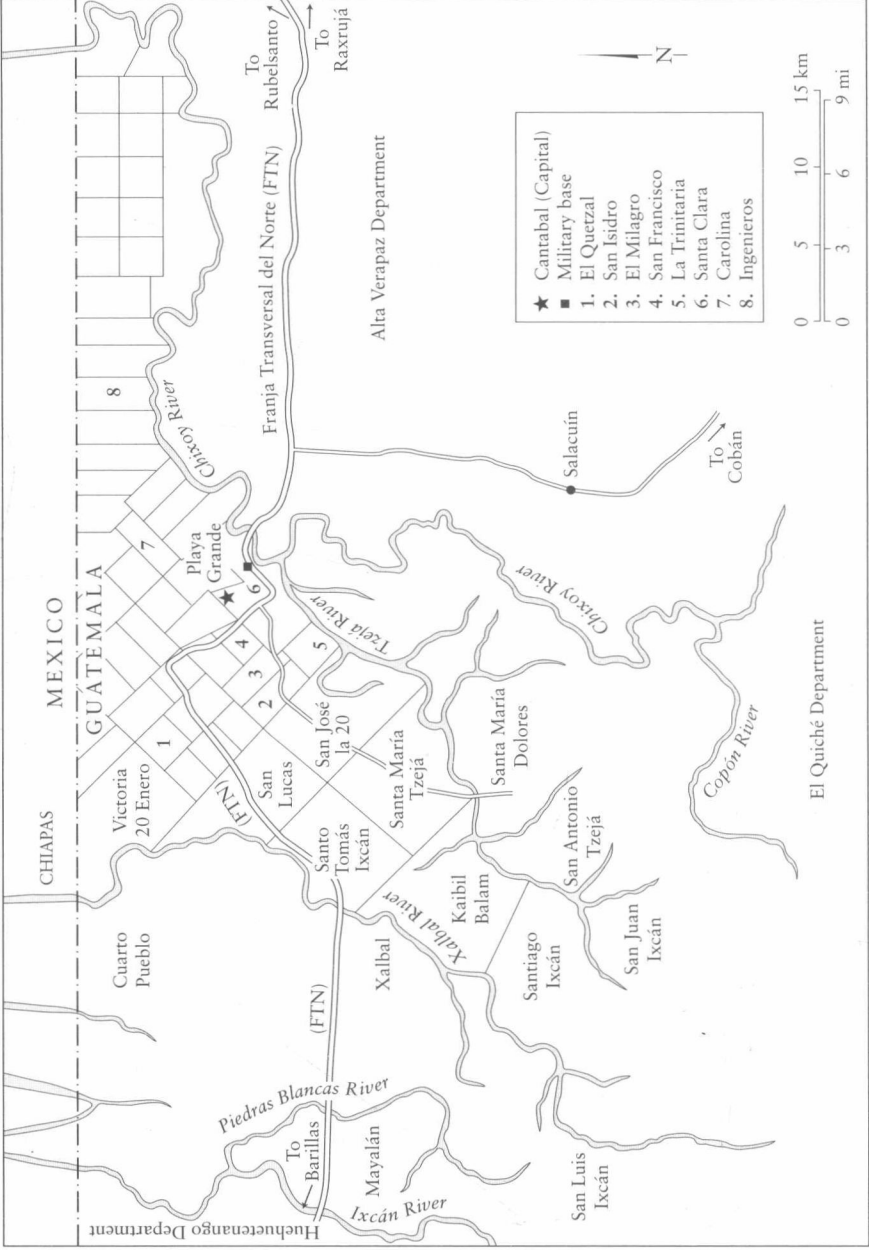 MEXICO
GUATEMALA
CHIAPAS
To
Rubelsanto
To
Raxrujá
Franja Transversal del Norte (FTN)
Alta Verapaz Department
8
Chixoy River
7
Playa
Grande
6
4
3
5
2
1
Victoria
20 Enero
(FTN)
San
Lucas
San José
la 20
Tzejá River
Santa María
Tzejá
Santa María
Dolores
Santo
Tomás
Ixcán
Cuarto
Pueblo
Xalbal
Xalbal River
Kaibil
Balam
San Antonio
Tzejá
Santiago
Ixcán
San Juan
Ixcán
(FTN)
Piedras Blancas River
To
Barillas
Mayalán
Ixcán River
San Luis
Ixcán
Huehuetenango Department
Chixoy River
Salacuín
To
Cobán
Copón River
El Quiché Department
N
★ Cantabal (Capital)
■ Military base
1. El Quetzal
2. San Isidro
3. El Milagro
4. San Francisco
5. La Trinitaria
6. Santa Clara
7. Carolina
8. Ingenieros
0 5 10 15 km
0 3 6 9 mi